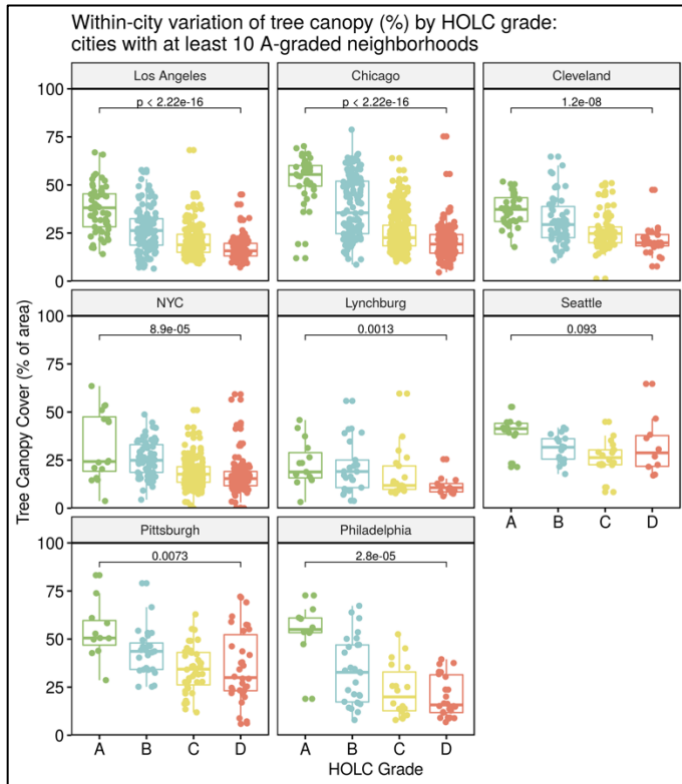 Within-city variation of tree canopy (%) by HOLC grade:
cities with at least 10 A-graded neighborhoods
Los Angeles
Chicago
Cleveland
100
p < 2.22e-16
p < 2.22e-16
1.2e-08
75
50
25
0
NYC
Lynchburg
Seattle
100
8.9e-05
0.0013
0.093
75
50
25
0
A B C D
Pittsburgh
Philadelphia
100
0.0073
2.8e-05
75
50
25
0
A B C D
A B C D
Tree Canopy Cover (% of area)
HOLC Grade